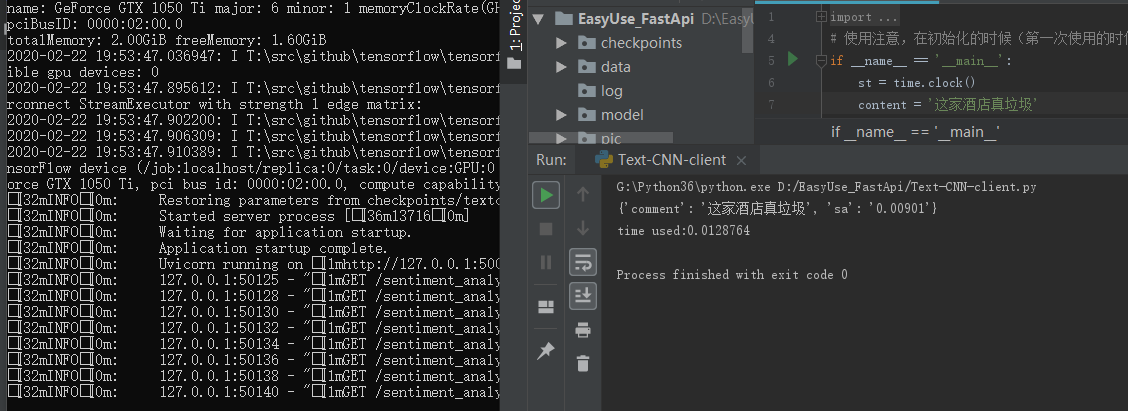 name: GeForce GTX 1050 Ti major: 6 minor: 1 memoryClockRate(GH
pciBusID: 0000:02:00.0
totalMemory: 2.00GiB freeMemory: 1.60GiB
2020-02-22 19:53:47.036947: I T:\src\github\tensorflow\tensorf
ible gpu devices: 0
2020-02-22 19:53:47.895612: I T:\src\github\tensorflow\tensorf
rconnect StreamExecutor with strength 1 edge matrix:
2020-02-22 19:53:47.902200: I T:\src\github\tensorflow\tensorf
2020-02-22 19:53:47.906309: I T:\src\github\tensorflow\tensorf
2020-02-22 19:53:47.910389: I T:\src\github\tensorflow\tensorf
nsorFlow device (/job:localhost/replica:0/task:0/device:GPU:0
orce GTX 1050 Ti, pci bus id: 0000:02:00.0, compute capability
[32mINFO[0m: Restoring parameters from checkpoints/textc
[32mINFO[0m: Started server process [[36m13716[0m]
[32mINFO[0m: Waiting for application startup.
[32mINFO[0m: Application startup complete.
[32mINFO[0m: Uvicorn running on [1mhttp://127.0.0.1:500
[32mINFO[0m: 127.0.0.1:50125 - "[1mGET /sentiment_analy
[32mINFO[0m: 127.0.0.1:50128 - "[1mGET /sentiment_analy
[32mINFO[0m: 127.0.0.1:50130 - "[1mGET /sentiment_analy
[32mINFO[0m: 127.0.0.1:50132 - "[1mGET /sentiment_analy
[32mINFO[0m: 127.0.0.1:50134 - "[1mGET /sentiment_analy
[32mINFO[0m: 127.0.0.1:50136 - "[1mGET /sentiment_analy
[32mINFO[0m: 127.0.0.1:50138 - "[1mGET /sentiment_analy
[32mINFO[0m: 127.0.0.1:50140 - "[1mGET /sentiment_analy
1: Projec
EasyUse_FastApi D:\EasyU
checkpoints
data
log
model
pic
1 import ...
4 # 使用注意，在初始化的时候（第一次使用的时候
5 if __name__ == '__main__':
6 st = time.clock()
7 content = '这家酒店真垃圾'
if __name__ == '__main__'
Run: Text-CNN-client
G:\Python36\python.exe D:/EasyUse_FastApi/Text-CNN-client.py
{'comment': '这家酒店真垃圾', 'sa': '0.00901'}
time used:0.0128764
Process finished with exit code 0